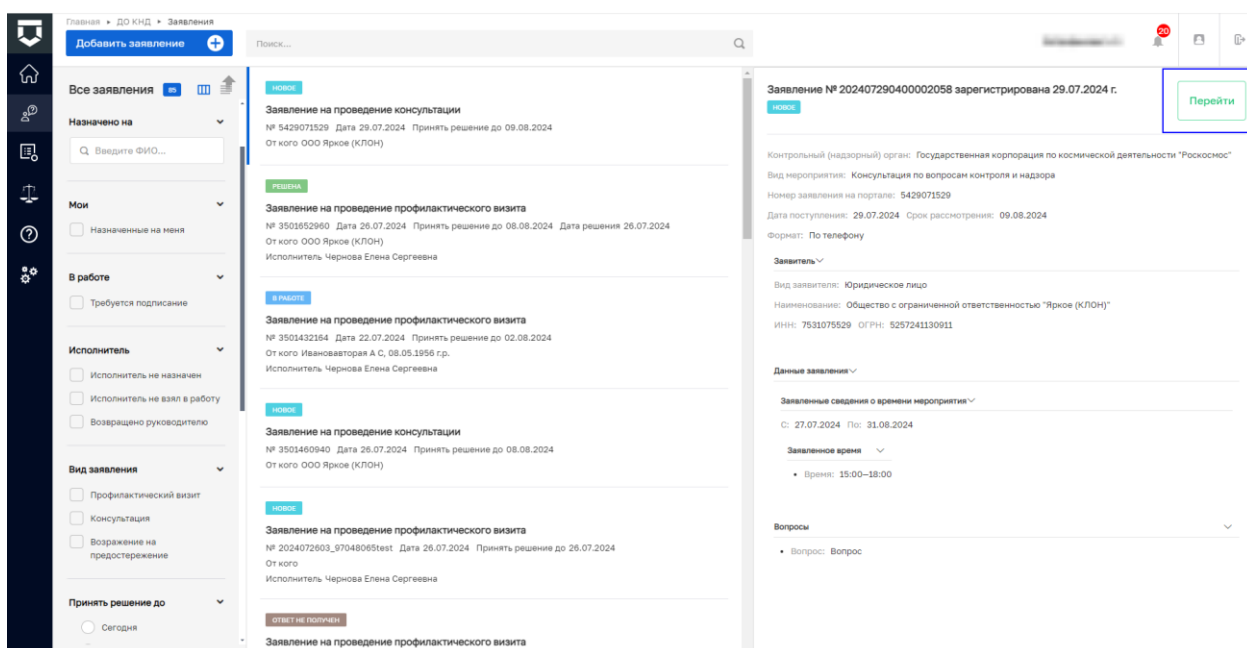 Главная ▸ ДО КНД ▸ Заявления
Добавить заявление
Поиск...
20
Все заявления 85
Назначено на
Введите ФИО...
Мои
Назначенные на меня
В работе
Требуется подписание
Исполнитель
Исполнитель не назначен
Исполнитель не взял в работу
Возвращено руководителю
Вид заявления
Профилактический визит
Консультация
Возражение на
предостережение
Принять решение до
Сегодня
НОВОЕ
Заявление на проведение консультации
№ 5429071529 Дата 29.07.2024 Принять решение до 09.08.2024
От кого ООО Яркое (КЛОН)
РЕШЕНА
Заявление на проведение профилактического визита
№ 3501652960 Дата 26.07.2024 Принять решение до 08.08.2024 Дата решения 26.07.2024
От кого ООО Яркое (КЛОН)
Исполнитель Чернова Елена Сергеевна
В РАБОТЕ
Заявление на проведение профилактического визита
№ 3501432164 Дата 22.07.2024 Принять решение до 02.08.2024
От кого Ивановавторая А С, 08.05.1956 г.р.
Исполнитель Чернова Елена Сергеевна
НОВОЕ
Заявление на проведение консультации
№ 3501460940 Дата 26.07.2024 Принять решение до 08.08.2024
От кого ООО Яркое (КЛОН)
НОВОЕ
Заявление на проведение профилактического визита
№ 2024072603_97048065test Дата 26.07.2024 Принять решение до 26.07.2024
От кого
Исполнитель Чернова Елена Сергеевна
ОТВЕТ НЕ ПОЛУЧЕН
Заявление на проведение профилактического визита
Заявление № 202407290400002058 зарегистрирована 29.07.2024 г.
НОВОЕ
Перейти
Контрольный (надзорный) орган: Государственная корпорация по космической деятельности "Роскосмос"
Вид мероприятия: Консультация по вопросам контроля и надзора
Номер заявления на портале: 5429071529
Дата поступления: 29.07.2024 Срок рассмотрения: 09.08.2024
Формат: По телефону
Заявитель
Вид заявителя: Юридическое лицо
Наименование: Общество с ограниченной ответственностью "Яркое (КЛОН)"
ИНН: 7531075529 ОГРН: 5257241130911
Данные заявления
Заявленные сведения о времени мероприятия
С: 27.07.2024 По: 31.08.2024
Заявленное время
• Время: 15:00—18:00
Вопросы
• Вопрос: Вопрос